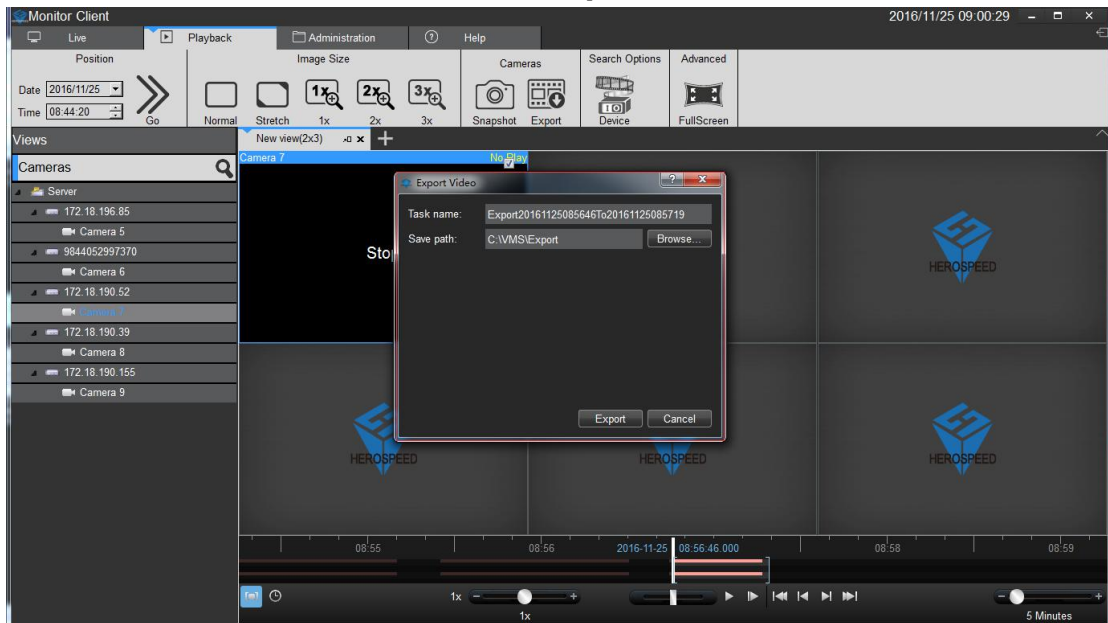 Monitor Client
2016/11/25 09:00:29
Live
Playback
Administration
Help
Position
Image Size
Cameras
Search Options
Advanced
Date 2016/11/25
Time 08:44:20
Go
Normal
Stretch
1x
2x
3x
Snapshot
Export
Device
FullScreen
Views
New view(2x3)
Cameras
Camera 7
No Play
Server
172.18.196.85
Camera 5
9844052997370
Camera 6
172.18.190.52
Camera 7
172.18.190.39
Camera 8
172.18.190.155
Camera 9
Export Video
Task name: Export20161125085646To20161125085719
Save path: C:\VMS\Export Browse...
Export Cancel
HEROSPEED
HEROSPEED
HEROSPEED
HEROSPEED
08:55
08:56
2016-11-25 08:56:46.000
08:58
08:59
1x
1x
5 Minutes